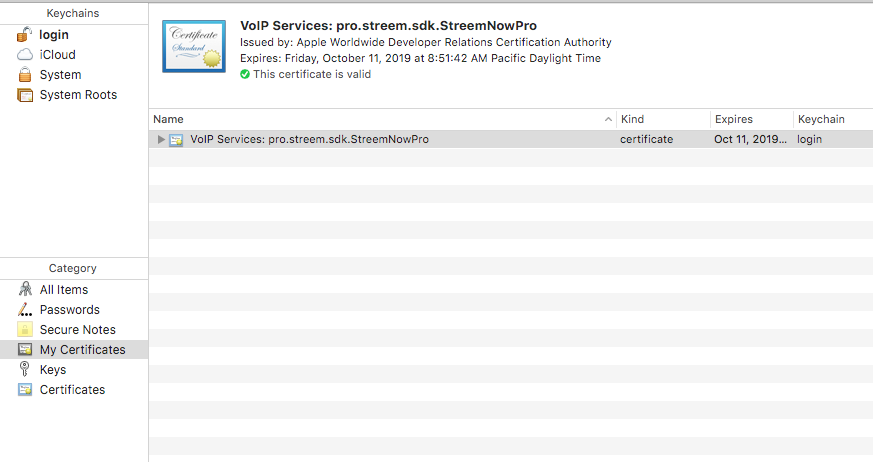 Keychains
login
iCloud
System
System Roots
Certificate
Standard
VoIP Services: pro.streem.sdk.StreemNowPro
Issued by: Apple Worldwide Developer Relations Certification Authority
Expires: Friday, October 11, 2019 at 8:51:42 AM Pacific Daylight Time
This certificate is valid
Name Kind Expires Keychain
VoIP Services: pro.streem.sdk.StreemNowPro certificate Oct 11, 2019... login
Category
All Items
Passwords
Secure Notes
My Certificates
Keys
Certificates